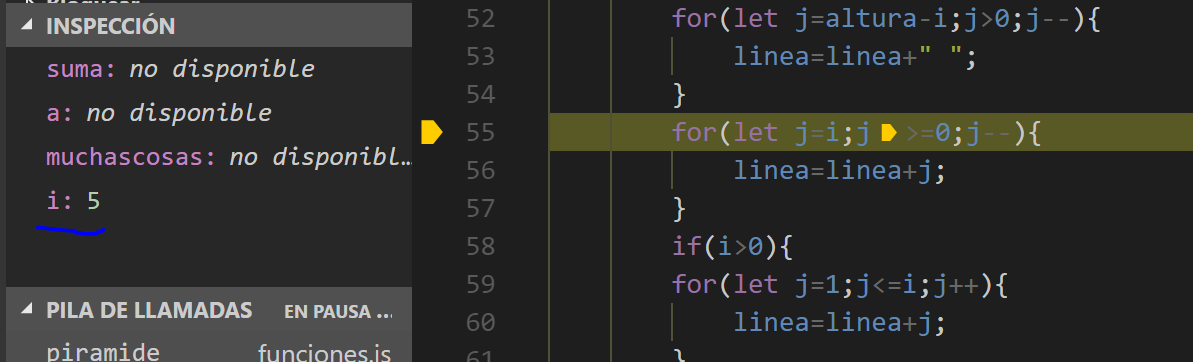 INSPECCIÓN
suma: no disponible
a: no disponible
muchascosas: no disponibl…
i: 5
PILA DE LLAMADAS EN PAUSA ...
piramide funciones.js
52 for(let j=altura-i;j>0;j--){
53 linea=linea+" ";
54 }
55 for(let j=i;j >=0;j--){
56 linea=linea+j;
57 }
58 if(i>0){
59 for(let j=1;j<=i;j++){
60 linea=linea+j;
61 }